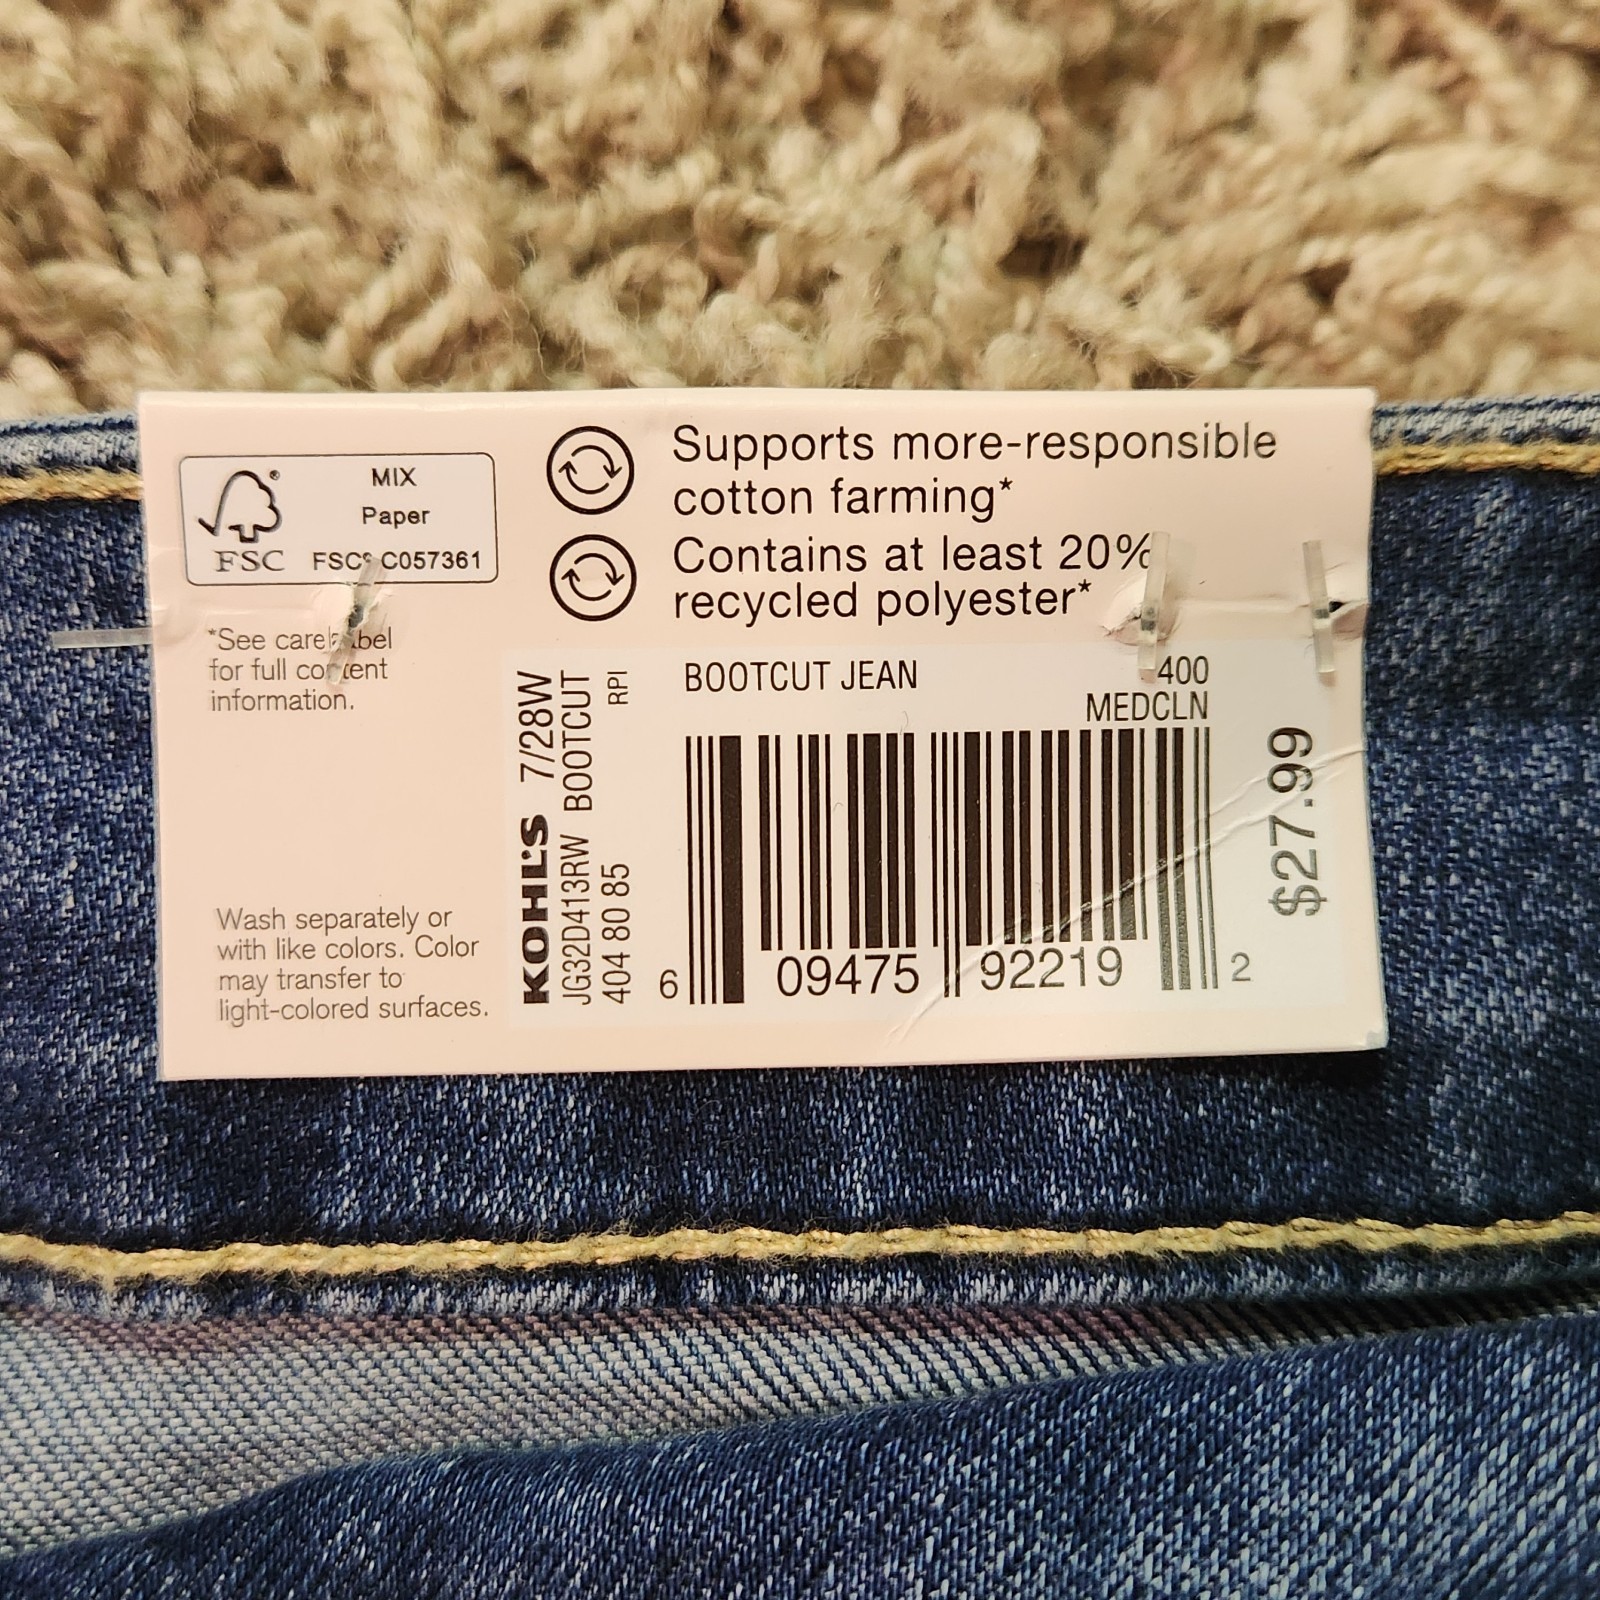 MIX
Paper
FSC® C057361
FSC
Supports more-responsible
cotton farming*
Contains at least 20%
recycled polyester*
*See care label
for full content
information.
Wash separately or
with like colors. Color
may transfer to
light-colored surfaces.
KOHL'S 7/28W
JG32D413RW BOOTCUT
404 80 85 RPI
BOOTCUT JEAN 400
MEDCLN
6 09475 92219 2
$27.99